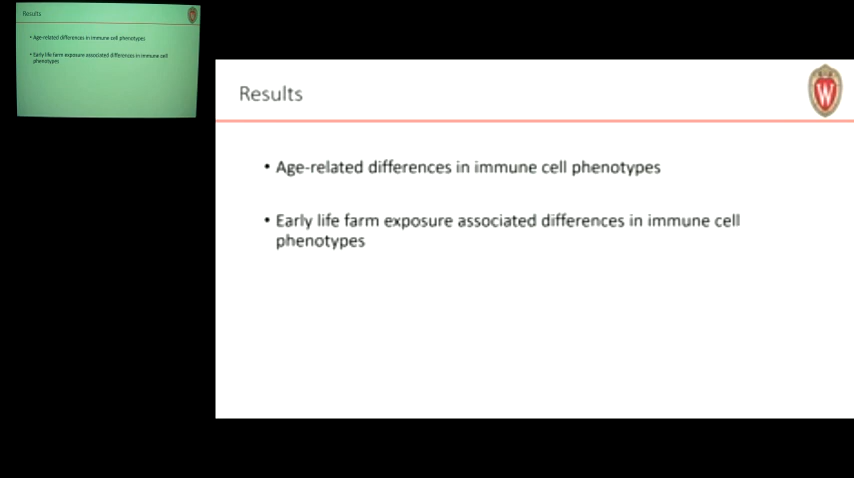 Results
• Age-related differences in immune cell phenotypes
• Early life farm exposure associated differences in immune cell
phenotypes
Results
W
• Age-related differences in immune cell phenotypes
• Early life farm exposure associated differences in immune cell
phenotypes